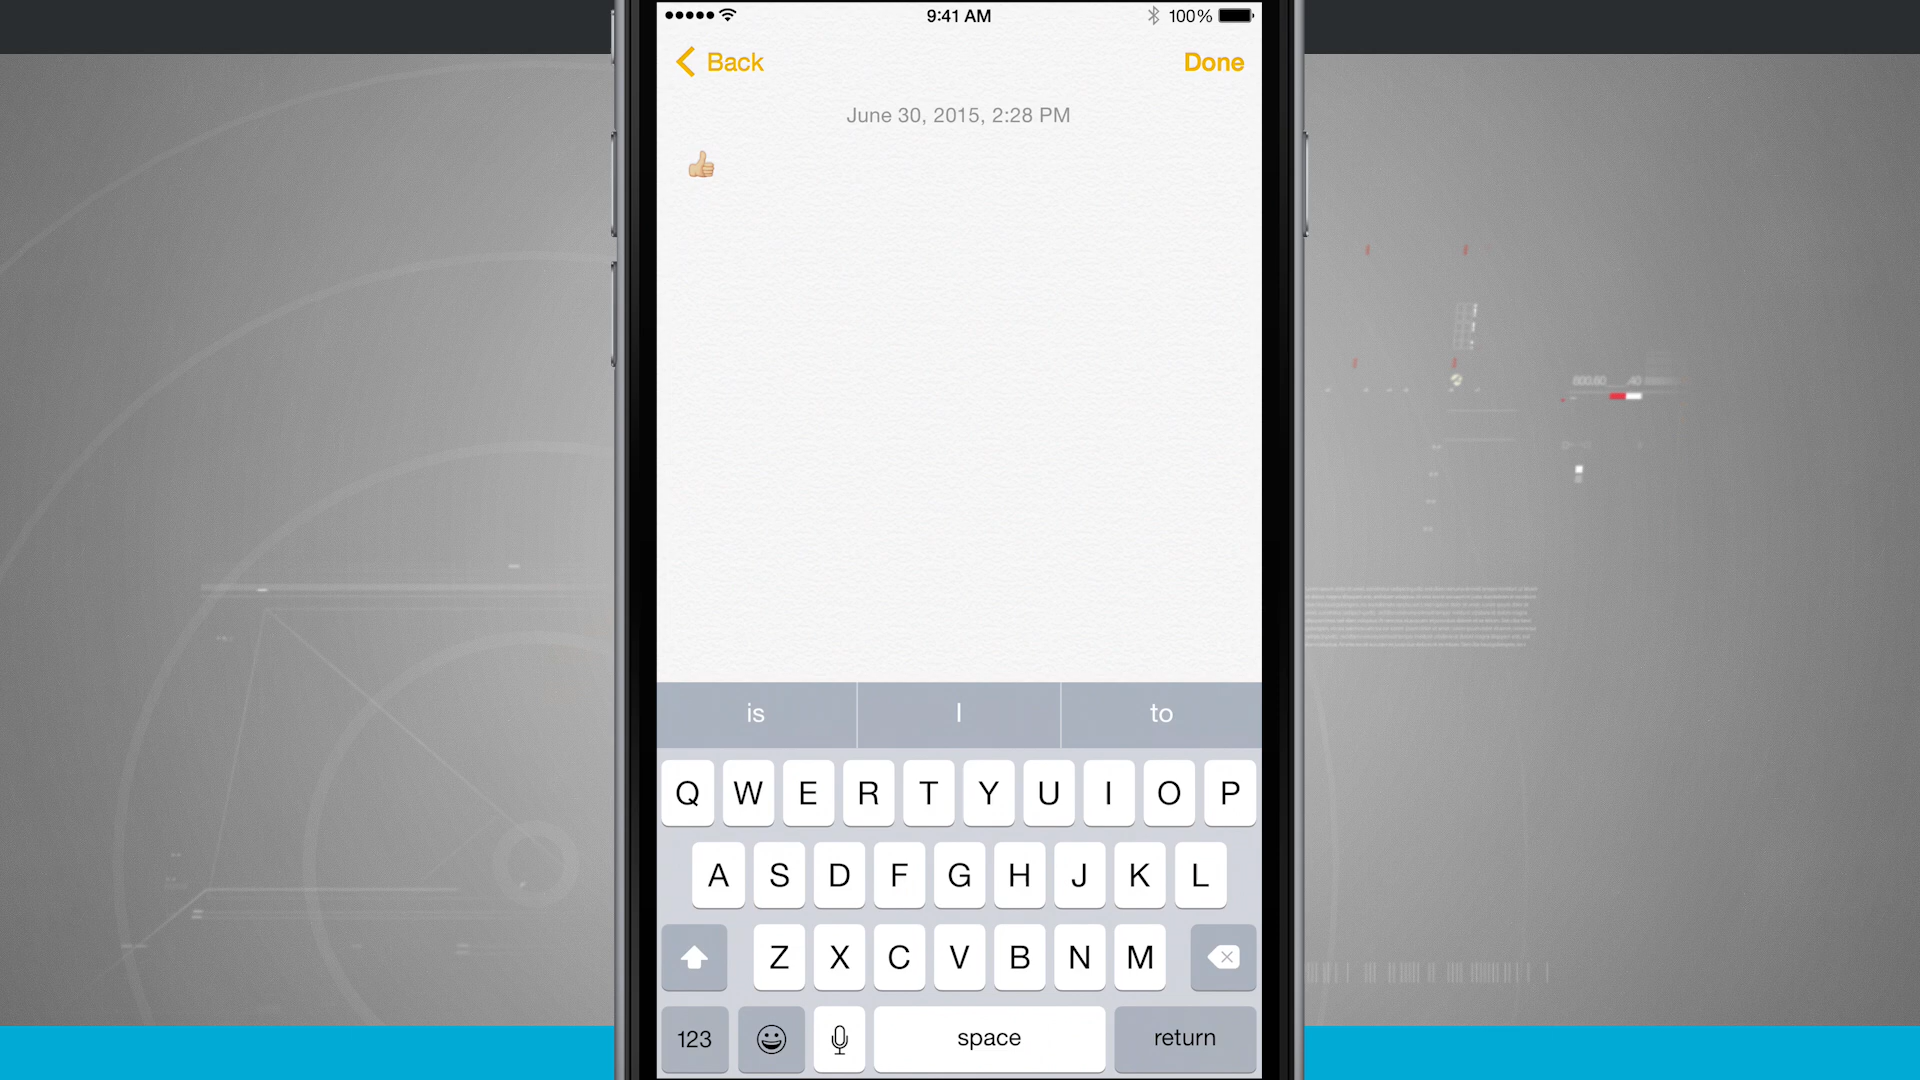 9:41 AM
100%
Back
Done
June 30, 2015, 2:28 PM
👍🏼
is
I
to
Q W E R T Y U I O P
A S D F G H J K L
Z X C V B N M
123
space
return